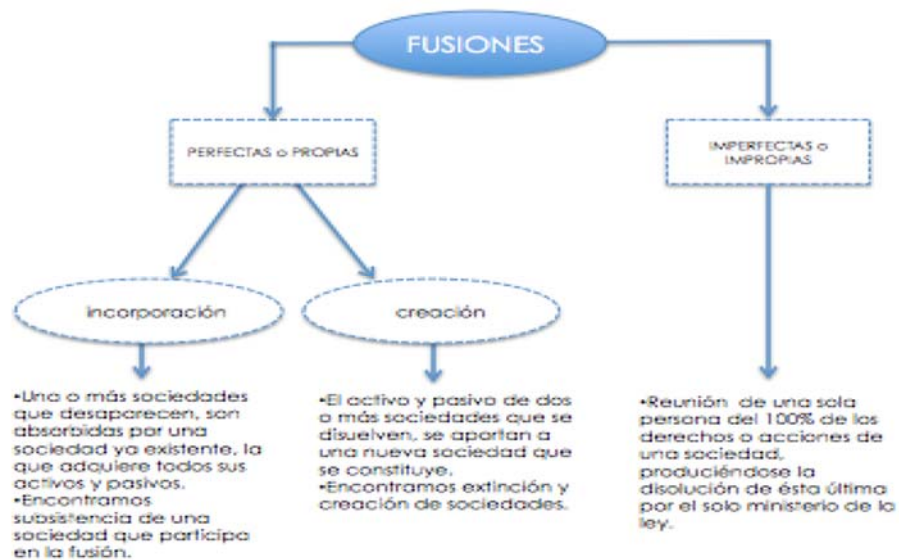 FUSIONES
PERFECTAS o PROPIAS
IMPERFECTAS o
IMPROPIAS
incorporación
creación
•Una o más sociedades
que desaparecen, son
absorbidas por una
sociedad ya existente, la
que adquiere todos sus
activos y pasivos.
•Encontramos
subsistencia de una
sociedad que participa
en la fusión.
•El activo y pasivo de dos
o más sociedades que se
disuelven, se aportan a
una nueva sociedad que
se constituye.
•Encontramos extinción y
creación de sociedades.
•Reunión de una sola
persona del 100% de los
derechos o acciones de
una sociedad,
produciéndose la
disolución de ésta última
por el solo ministerio de la
ley.